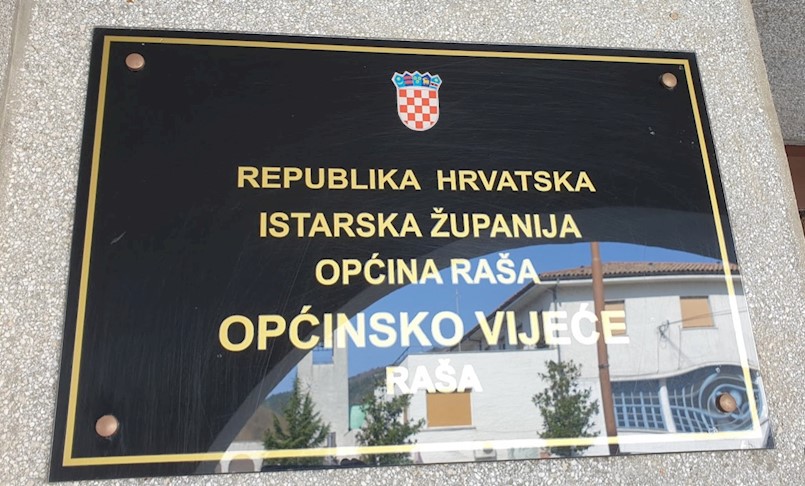 REPUBLIKA HRVATSKA
ISTARSKA ŽUPANIJA
OPĆINA RAŠA
OPĆINSKO VIJEĆE
RAŠA